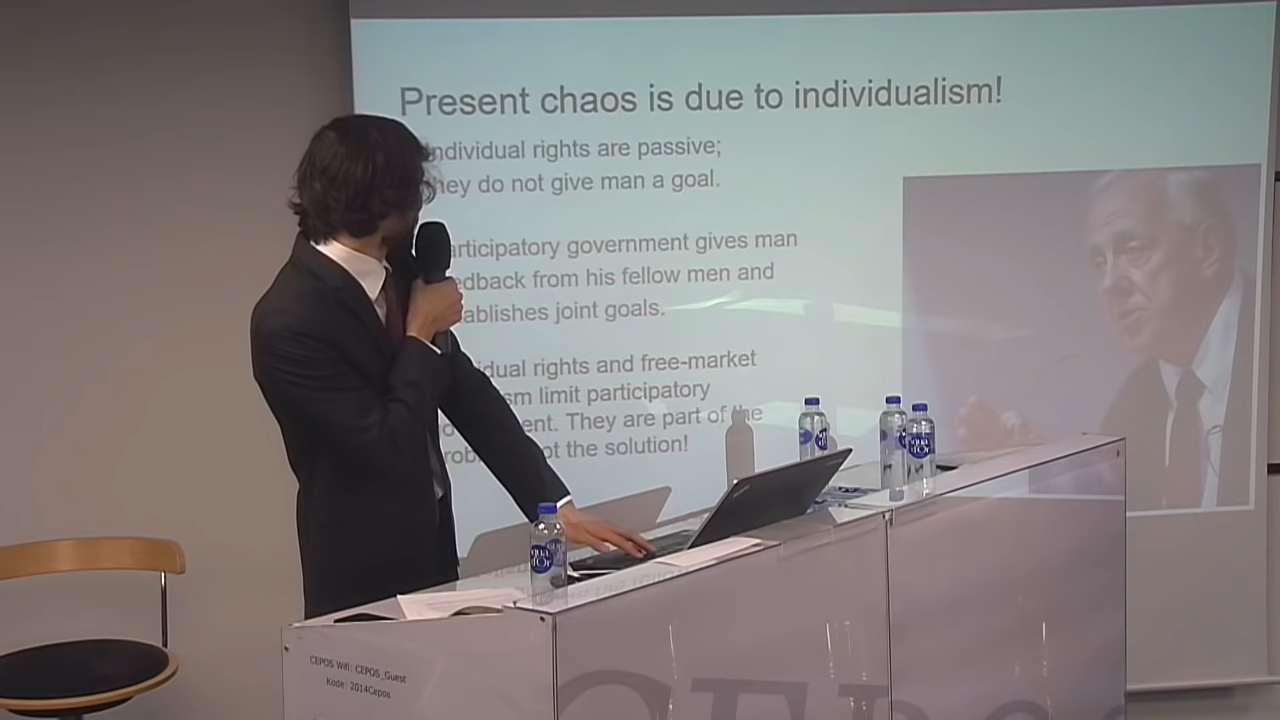 Present chaos is due to individualism!
ndividual rights are passive;
hey do not give man a goal.
articipatory government gives man
edback from his fellow men and
ablishes joint goals.
dual rights and free-market
sm limit participatory
ent. They are part of the
ot the solution!
CEPOS Wifi: CEPOS_Guest
Kode: 2014Cepos